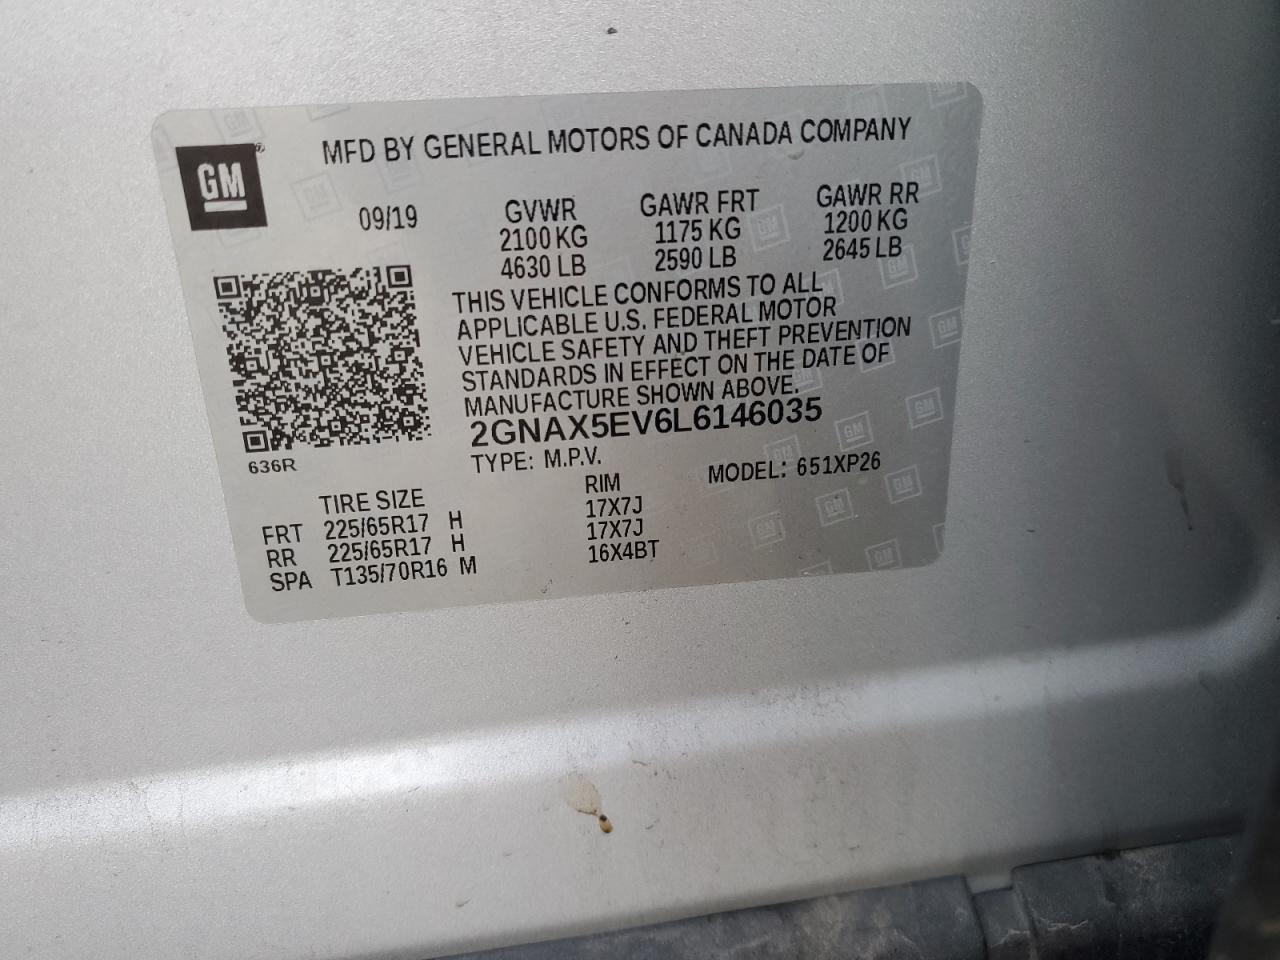 GM®
MFD BY GENERAL MOTORS OF CANADA COMPANY
09/19
GVWR
2100 KG
4630 LB
GAWR FRT
1175 KG
2590 LB
GAWR RR
1200 KG
2645 LB
THIS VEHICLE CONFORMS TO ALL
APPLICABLE U.S. FEDERAL MOTOR
VEHICLE SAFETY AND THEFT PREVENTION
STANDARDS IN EFFECT ON THE DATE OF
MANUFACTURE SHOWN ABOVE.
2GNAX5EV6L6146035
TYPE: M.P.V.
MODEL: 651XP26
636R
TIRE SIZE RIM
FRT 225/65R17 H 17X7J
RR 225/65R17 H 17X7J
SPA T135/70R16 M 16X4BT